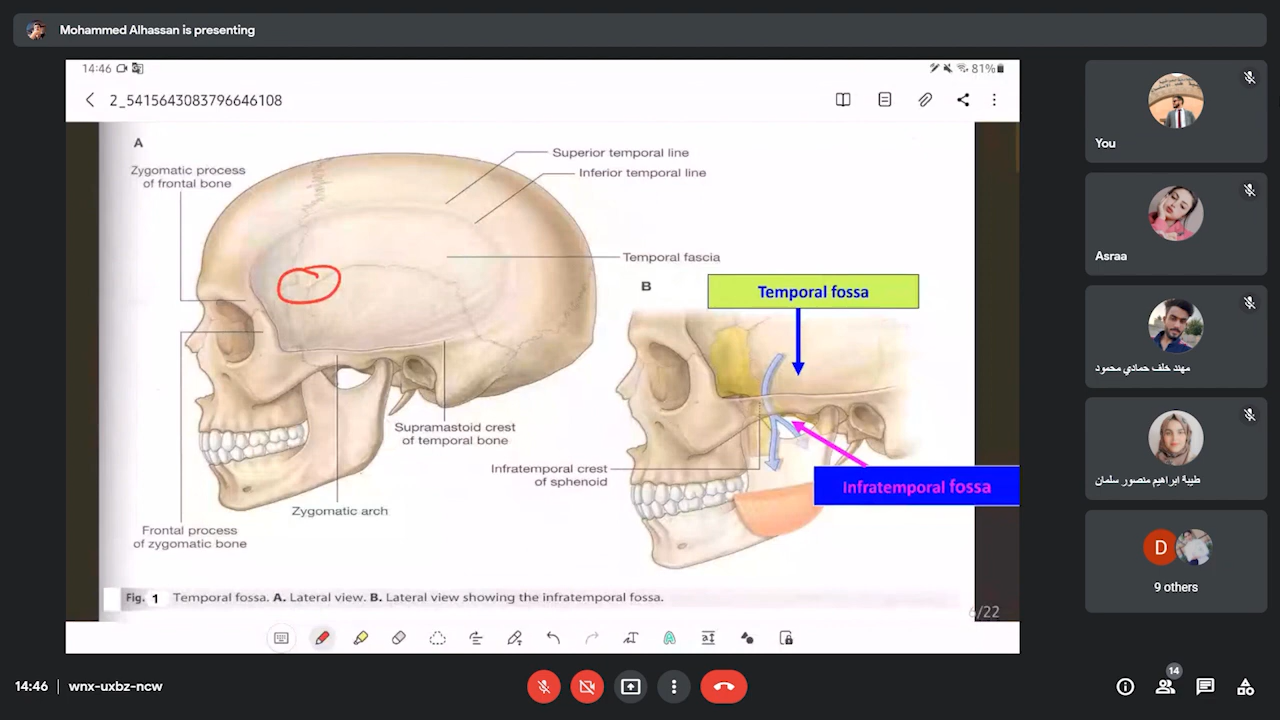 Mohammed Alhassan is presenting
14:46
81%
2_5415643083796646108
A
Zygomatic process
of frontal bone
Superior temporal line
Inferior temporal line
Temporal fascia
B
Temporal fossa
Supramastoid crest
of temporal bone
Infratemporal crest
of sphenoid
Infratemporal fossa
Zygomatic arch
Frontal process
of zygomatic bone
Fig. 1 Temporal fossa. A. Lateral view. B. Lateral view showing the infratemporal fossa.
6/22
You
Asraa
مهند خلف حمادي محمود
طيبة ابراهيم منصور سلمان
D
9 others
14:46 | wnx-uxbz-ncw
14